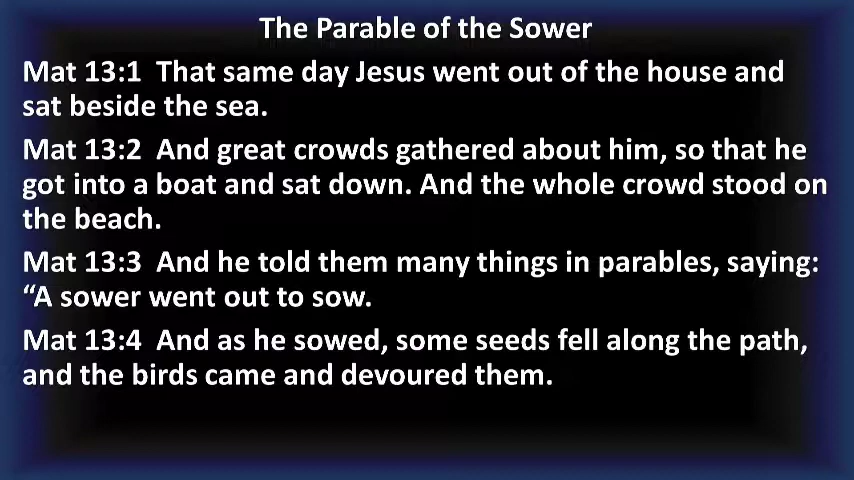 The Parable of the Sower
Mat 13:1  That same day Jesus went out of the house and
sat beside the sea.
Mat 13:2  And great crowds gathered about him, so that he
got into a boat and sat down. And the whole crowd stood on
the beach.
Mat 13:3  And he told them many things in parables, saying:
“A sower went out to sow.
Mat 13:4  And as he sowed, some seeds fell along the path,
and the birds came and devoured them.